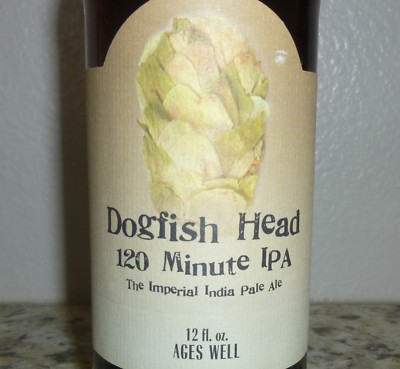 Dogfish Head
120 Minute IPA
The Imperial India Pale Ale
12 fl. oz.
AGES WELL